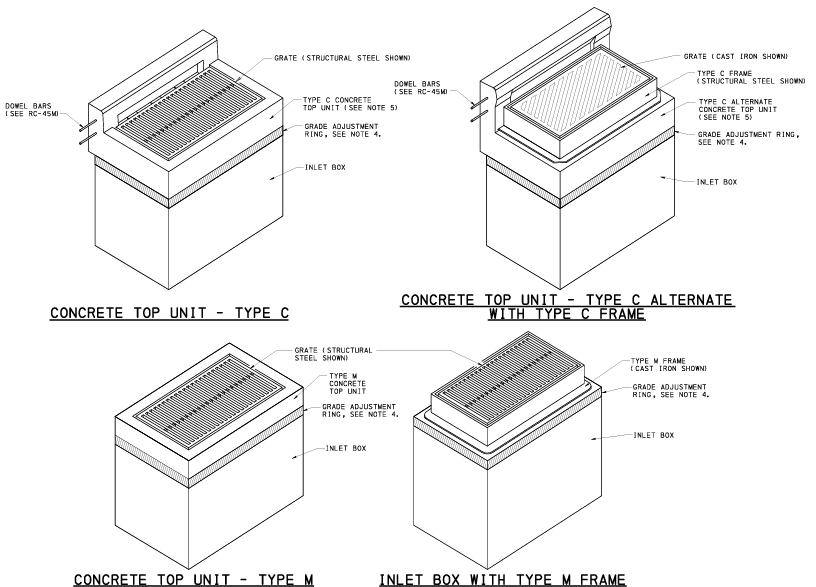 GRATE (STRUCTURAL STEEL SHOWN)
DOWEL BARS
(SEE RC-45M)
TYPE C CONCRETE
TOP UNIT (SEE NOTE 5)
GRADE ADJUSTMENT
RING, SEE NOTE 4.
INLET BOX
CONCRETE TOP UNIT - TYPE C
GRATE (CAST IRON SHOWN)
TYPE C FRAME
(STRUCTURAL STEEL SHOWN)
DOWEL BARS
(SEE RC-45M)
TYPE C ALTERNATE
CONCRETE TOP UNIT
(SEE NOTE 5)
GRADE ADJUSTMENT RING,
SEE NOTE 4.
INLET BOX
CONCRETE TOP UNIT - TYPE C ALTERNATE
WITH TYPE C FRAME
GRATE (STRUCTURAL
STEEL SHOWN)
TYPE M
CONCRETE
TOP UNIT
GRADE ADJUSTMENT
RING, SEE NOTE 4.
INLET BOX
CONCRETE TOP UNIT - TYPE M
TYPE M FRAME
(CAST IRON SHOWN)
GRADE ADJUSTMENT
RING, SEE NOTE 4.
INLET BOX
INLET BOX WITH TYPE M FRAME